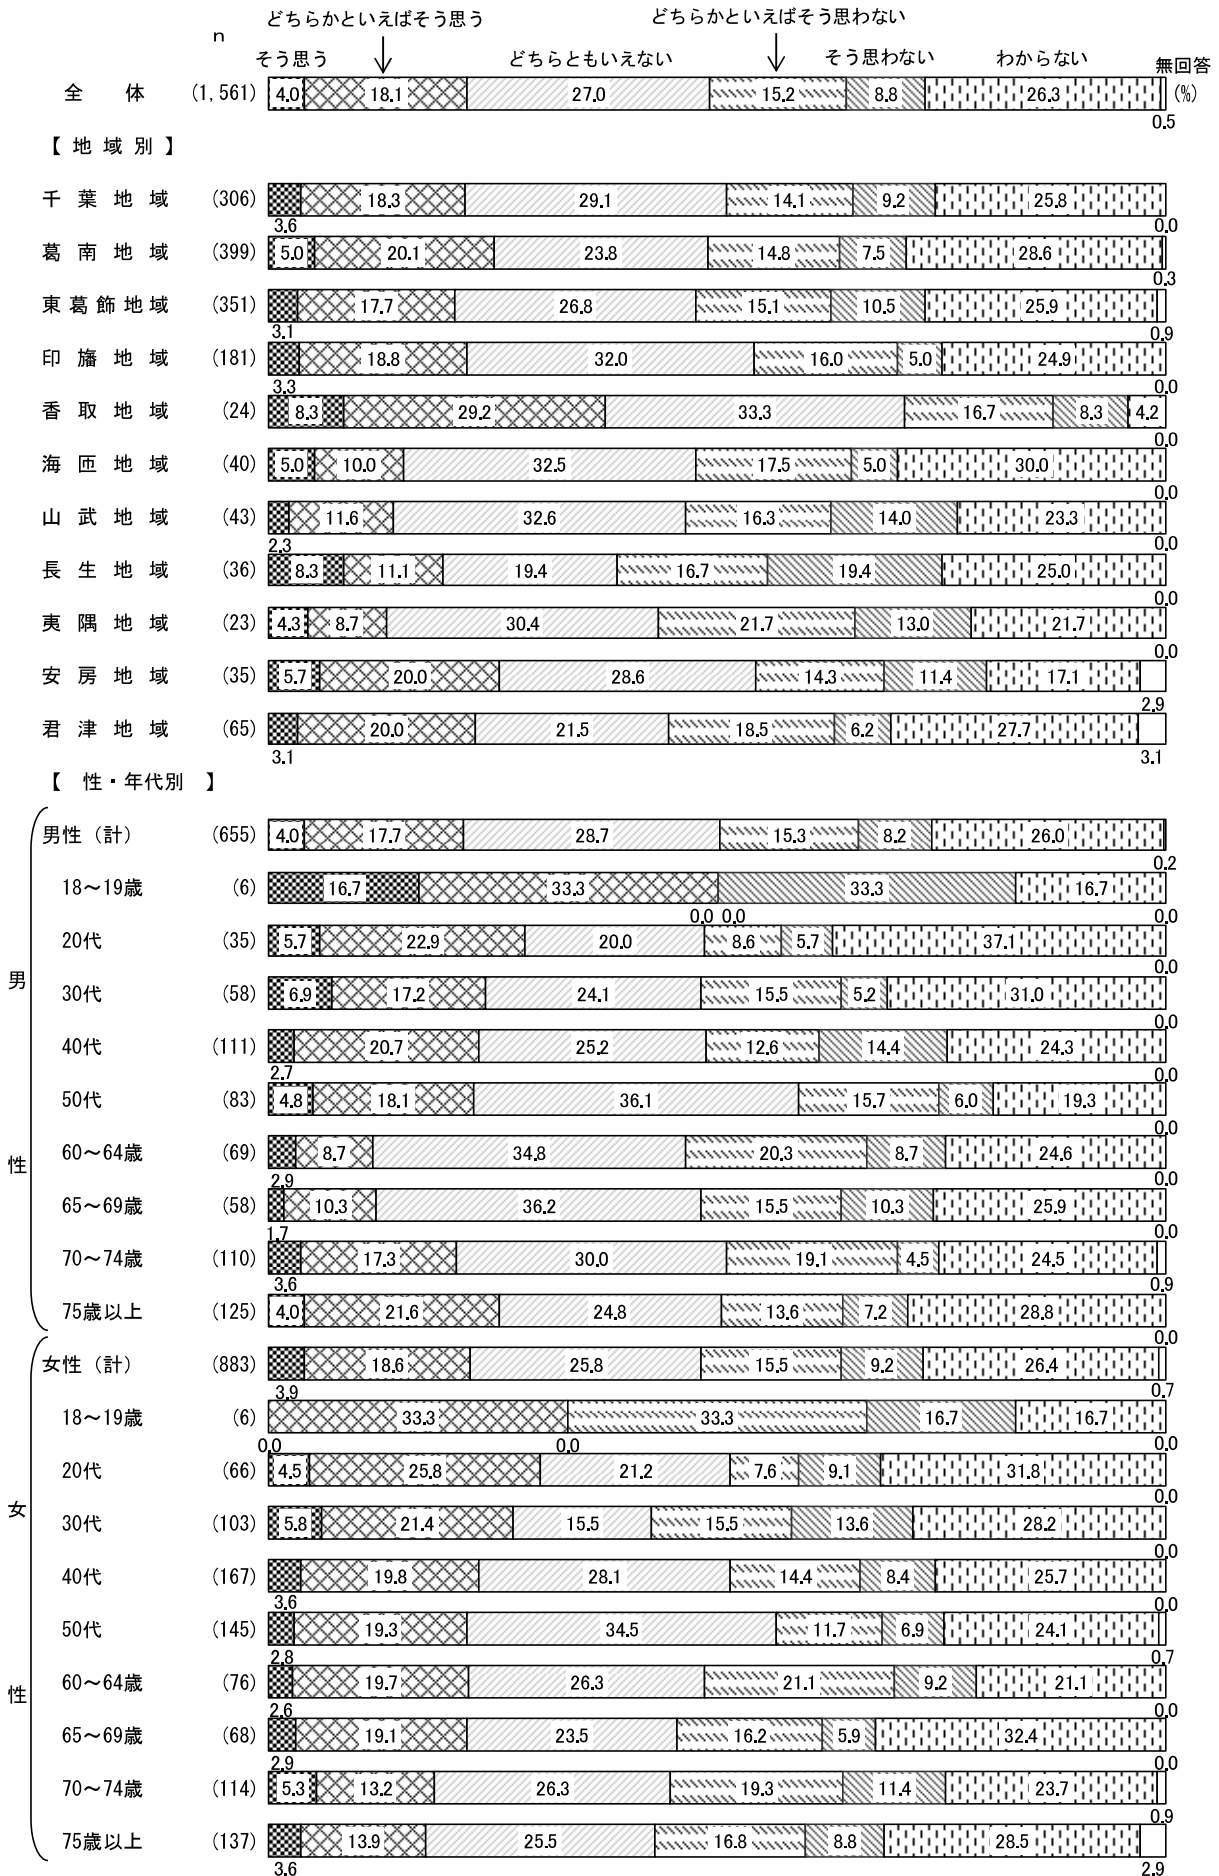 どちらかといえばそう思う どちらかといえばそう思わない
n そう思う どちらともいえない そう思わない わからない 無回答
全体 (1,561) 4.0 18.1 27.0 15.2 8.8 26.3 (%)
0.5
【地域別】
千葉地域 (306) 18.3 29.1 14.1 9.2 25.8
3.6 0.0
葛南地域 (399) 5.0 20.1 23.8 14.8 7.5 28.6
0.3
東葛飾地域 (351) 17.7 26.8 15.1 10.5 25.9
3.1 0.9
印旛地域 (181) 18.8 32.0 16.0 5.0 24.9
3.3 0.0
香取地域 (24) 8.3 29.2 33.3 16.7 8.3 4.2
0.0
海匝地域 (40) 5.0 10.0 32.5 17.5 5.0 30.0
0.0
山武地域 (43) 11.6 32.6 16.3 14.0 23.3
2.3 0.0
長生地域 (36) 8.3 11.1 19.4 16.7 19.4 25.0
0.0
夷隅地域 (23) 4.3 8.7 30.4 21.7 13.0 21.7
0.0
安房地域 (35) 5.7 20.0 28.6 14.3 11.4 17.1
2.9
君津地域 (65) 20.0 21.5 18.5 6.2 27.7
3.1 3.1
【性・年代別】
男性
男性（計） (655) 4.0 17.7 28.7 15.3 8.2 26.0
0.2
18～19歳 (6) 16.7 33.3 33.3 16.7
0.0 0.0 0.0
20代 (35) 5.7 22.9 20.0 8.6 5.7 37.1
0.0
30代 (58) 6.9 17.2 24.1 15.5 5.2 31.0
0.0
40代 (111) 20.7 25.2 12.6 14.4 24.3
2.7 0.0
50代 (83) 4.8 18.1 36.1 15.7 6.0 19.3
0.0
60～64歳 (69) 8.7 34.8 20.3 8.7 24.6
2.9 0.0
65～69歳 (58) 10.3 36.2 15.5 10.3 25.9
1.7 0.0
70～74歳 (110) 17.3 30.0 19.1 4.5 24.5
3.6 0.9
75歳以上 (125) 4.0 21.6 24.8 13.6 7.2 28.8
0.0
女性
女性（計） (883) 18.6 25.8 15.5 9.2 26.4
3.9 0.7
18～19歳 (6) 33.3 33.3 16.7 16.7
0.0 0.0 0.0
20代 (66) 4.5 25.8 21.2 7.6 9.1 31.8
0.0
30代 (103) 5.8 21.4 15.5 15.5 13.6 28.2
0.0
40代 (167) 19.8 28.1 14.4 8.4 25.7
3.6 0.0
50代 (145) 19.3 34.5 11.7 6.9 24.1
2.8 0.7
60～64歳 (76) 19.7 26.3 21.1 9.2 21.1
2.6 0.0
65～69歳 (68) 19.1 23.5 16.2 5.9 32.4
2.9 0.0
70～74歳 (114) 5.3 13.2 26.3 19.3 11.4 23.7
0.9
75歳以上 (137) 13.9 25.5 16.8 8.8 28.5
3.6 2.9